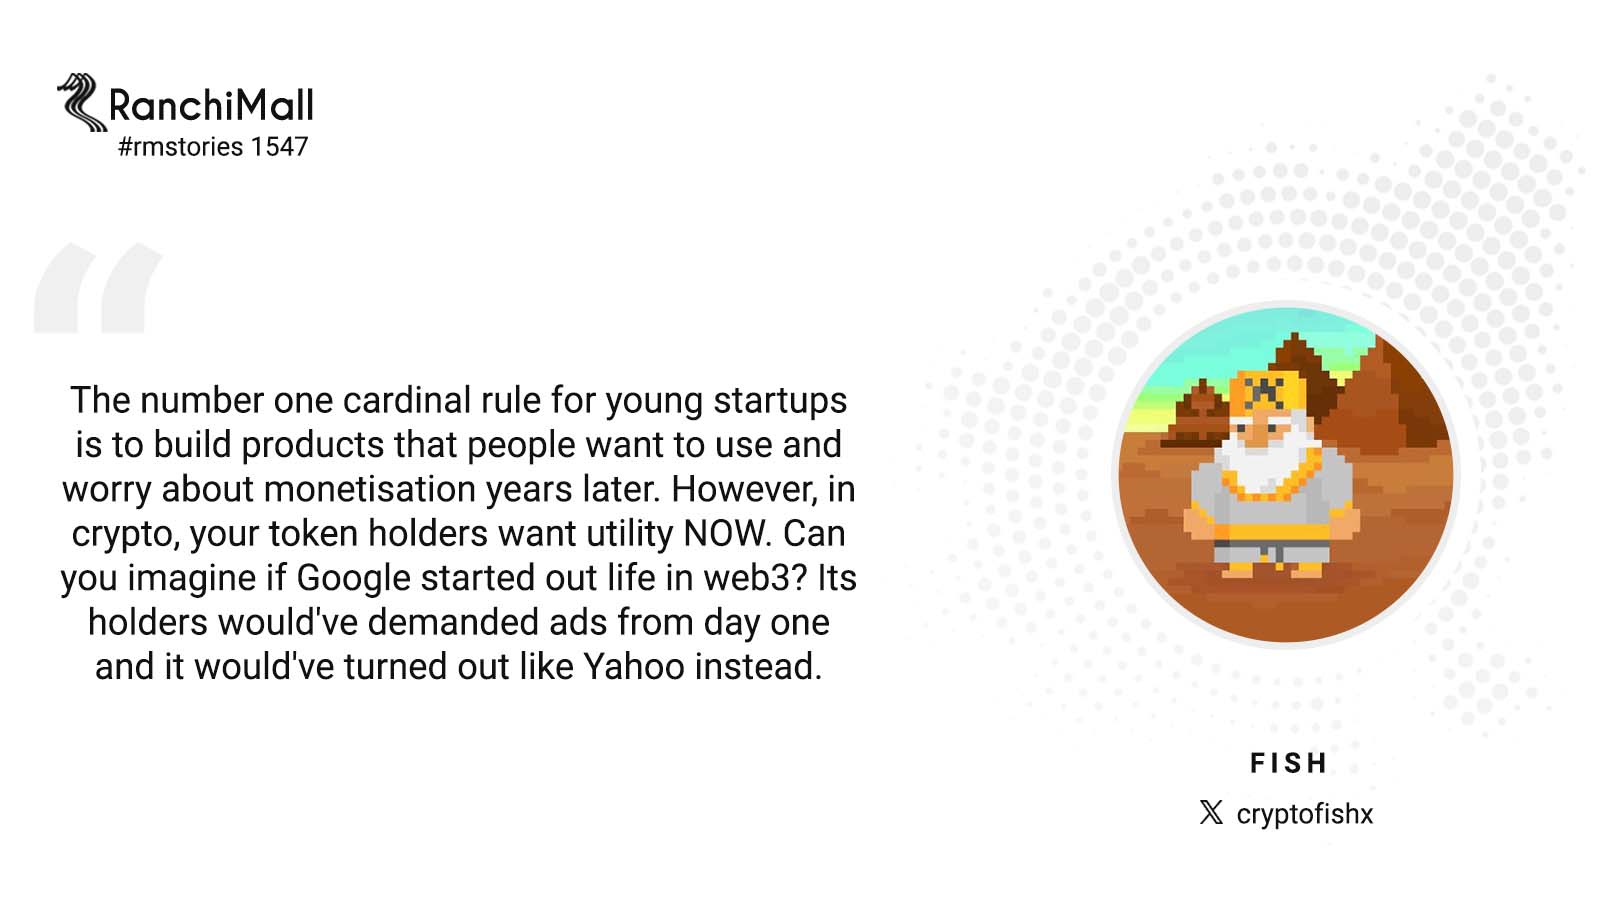 RanchiMall
#rmstories 1547
The number one cardinal rule for young startups
is to build products that people want to use and
worry about monetisation years later. However, in
crypto, your token holders want utility NOW. Can
you imagine if Google started out life in web3? Its
holders would've demanded ads from day one
and it would've turned out like Yahoo instead.
FISH
X cryptofishx